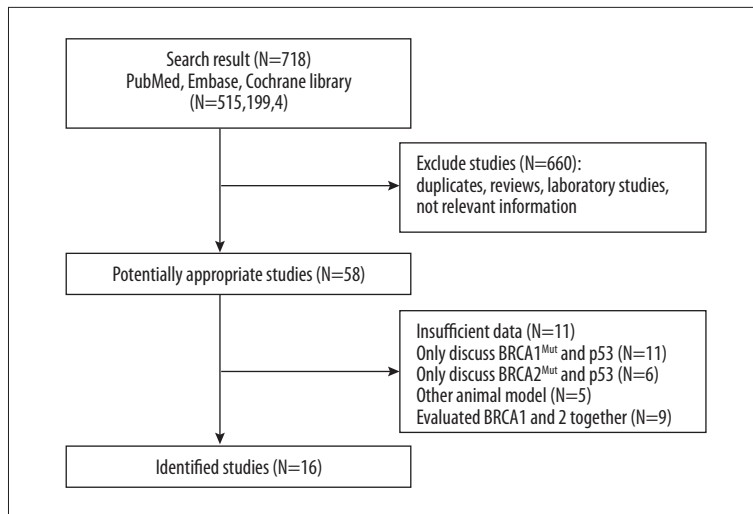 Search result (N=718)
PubMed, Embase, Cochrane library
(N=515,199,4)
Exclude studies (N=660):
duplicates, reviews, laboratory studies,
not relevant information
Potentially appropriate studies (N=58)
Insufficient data (N=11)
Only discuss BRCA1ᴹᵘᵗ and p53 (N=11)
Only discuss BRCA2ᴹᵘᵗ and p53 (N=6)
Other animal model (N=5)
Evaluated BRCA1 and 2 together (N=9)
Identified studies (N=16)